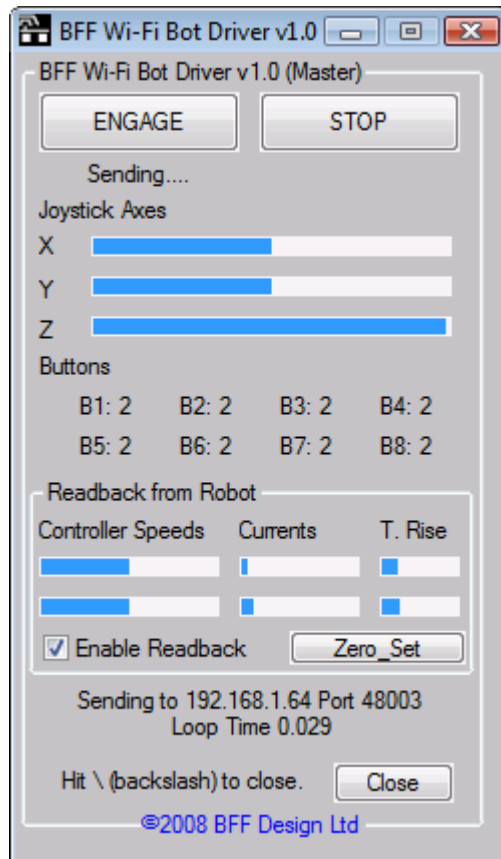 BFF Wi-Fi Bot Driver v1.0
BFF Wi-Fi Bot Driver v1.0 (Master)
ENGAGE STOP
Sending....
Joystick Axes
X
Y
Z
Buttons
B1: 2 B2: 2 B3: 2 B4: 2
B5: 2 B6: 2 B7: 2 B8: 2
Readback from Robot
Controller Speeds Currents T. Rise
Enable Readback Zero_Set
Sending to 192.168.1.64 Port 48003
Loop Time 0.029
Hit \ (backslash) to close. Close
©2008 BFF Design Ltd